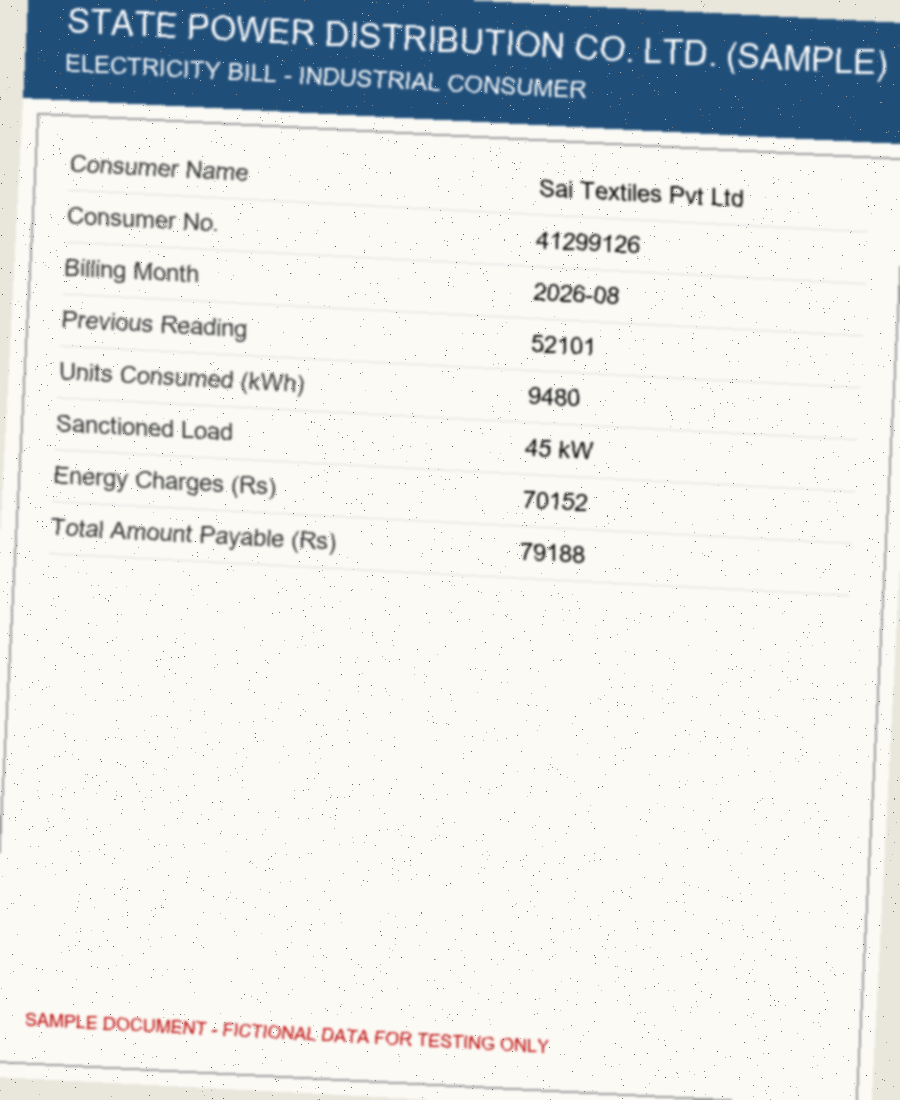 STATE POWER DISTRIBUTION CO. LTD. (SAMPLE)
ELECTRICITY BILL - INDUSTRIAL CONSUMER
Consumer Name Sai Textiles Pvt Ltd
Consumer No. 41299126
Billing Month 2026-08
Previous Reading 52101
Units Consumed (kWh) 9480
Sanctioned Load 45 kW
Energy Charges (Rs) 70152
Total Amount Payable (Rs) 79188
SAMPLE DOCUMENT - FICTIONAL DATA FOR TESTING ONLY